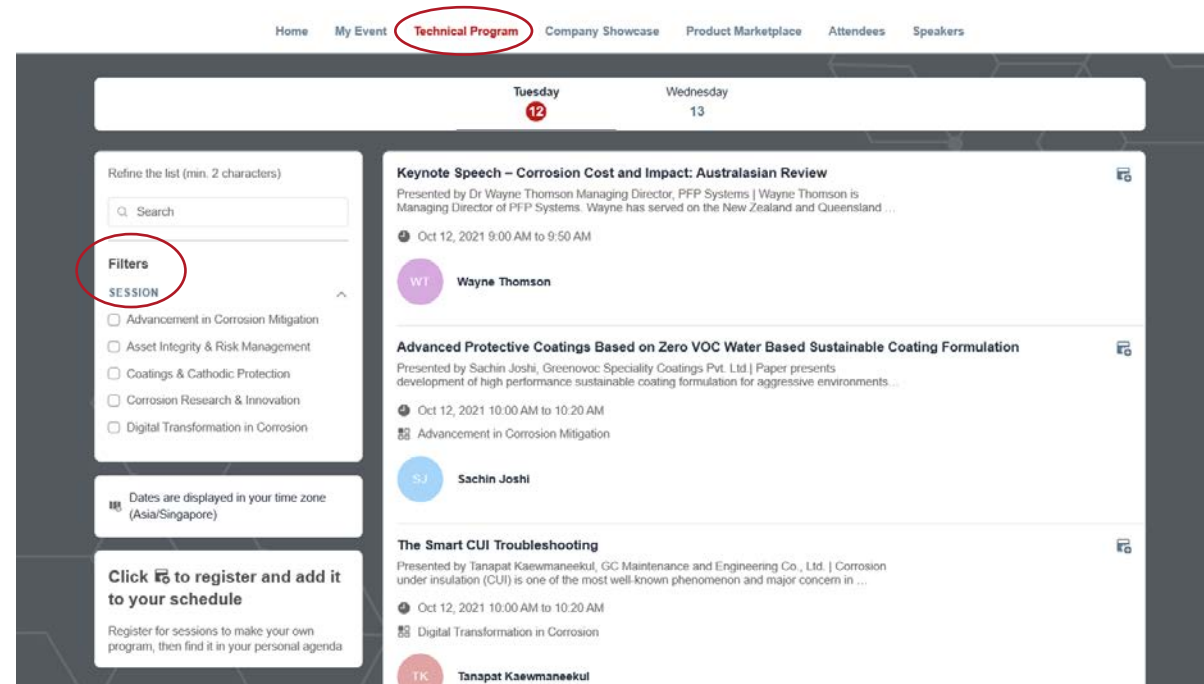 Home My Event Technical Program Company Showcase Product Marketplace Attendees Speakers
Tuesday Wednesday
12 13
Refine the list (min. 2 characters)
Search
Filters
SESSION
Advancement in Corrosion Mitigation
Asset Integrity & Risk Management
Coatings & Cathodic Protection
Corrosion Research & Innovation
Digital Transformation in Corrosion
Dates are displayed in your time zone
(Asia/Singapore)
Click to register and add it
to your schedule
Register for sessions to make your own
program, then find it in your personal agenda
Keynote Speech – Corrosion Cost and Impact: Australasian Review
Presented by Dr Wayne Thomson Managing Director, PFP Systems | Wayne Thomson is
Managing Director of PFP Systems. Wayne has served on the New Zealand and Queensland ...
Oct 12, 2021 9:00 AM to 9:50 AM
WT Wayne Thomson
Advanced Protective Coatings Based on Zero VOC Water Based Sustainable Coating Formulation
Presented by Sachin Joshi, Greenovoc Speciality Coatings Pvt. Ltd.| Paper presents
development of high performance sustainable coating formulation for aggressive environments...
Oct 12, 2021 10:00 AM to 10:20 AM
Advancement in Corrosion Mitigation
SJ Sachin Joshi
The Smart CUI Troubleshooting
Presented by Tanapat Kaewmaneekul, GC Maintenance and Engineering Co., Ltd. | Corrosion
under insulation (CUI) is one of the most well-known phenomenon and major concern in ...
Oct 12, 2021 10:00 AM to 10:20 AM
Digital Transformation in Corrosion
TK Tanapat Kaewmaneekul